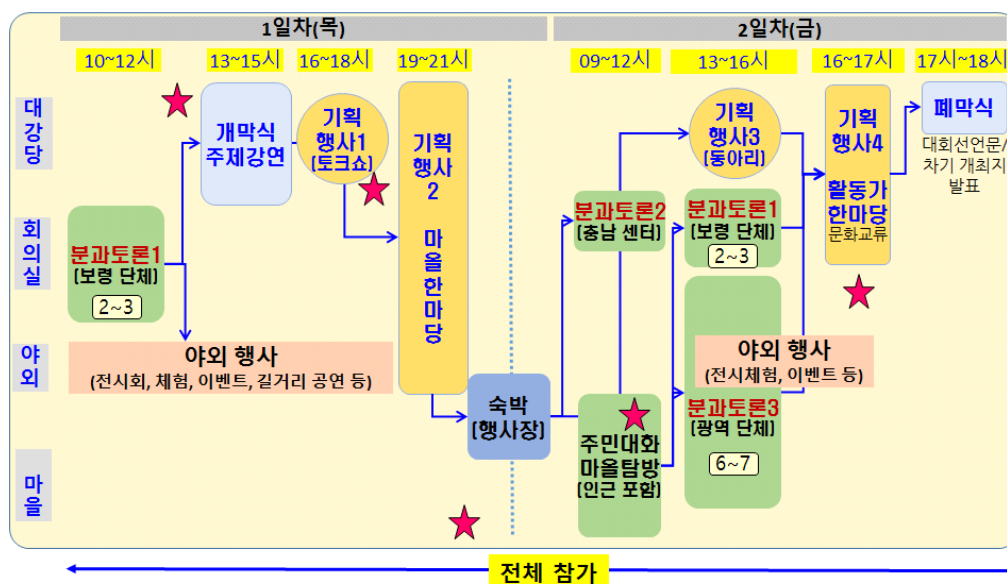 1일차(목)
2일차(금)
10~12시
13~15시
16~18시
19~21시
09~12시
13~16시
16~17시
17시~18시
대강당
개막식
주제강연
기획
행사1
(토크쇼)
기획
행사
2
마을한마당
기획
행사3
(동아리)
기획
행사4
활동가
한마당
문화교류
폐막식
대회선언문/
차기 개최지
발표
회의실
분과토론1
(보령 단체)
2~3
분과토론2
(충남 센터)
분과토론1
(보령 단체)
2~3
야외
야외 행사
(전시회, 체험, 이벤트, 길거리 공연 등)
야외 행사
(전시체험, 이벤트 등)
숙박
(행사장)
분과토론3
(광역 단체)
6~7
마을
주민대화
마을탐방
(인근 포함)
전체 참가